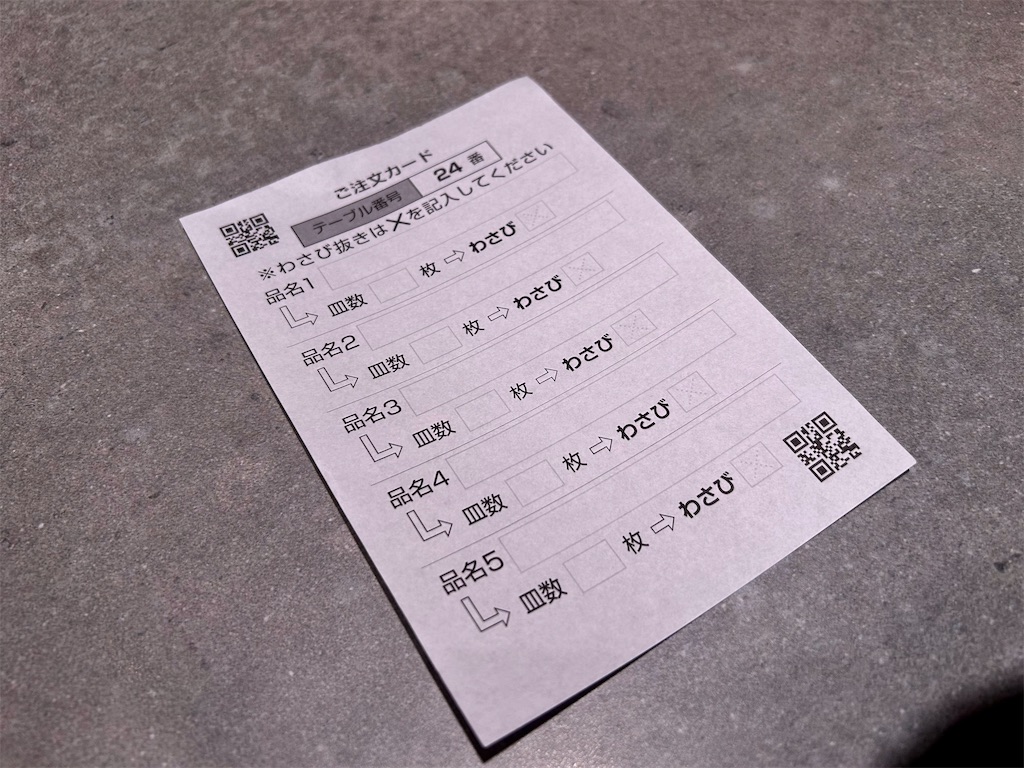 ご注文カード
テーブル番号 24 番
※わさび抜きは✕を記入してください
品名1
皿数 枚 ⇨ わさび
品名2
皿数 枚 ⇨ わさび
品名3
皿数 枚 ⇨ わさび
品名4
皿数 枚 ⇨ わさび
品名5
皿数 枚 ⇨ わさび